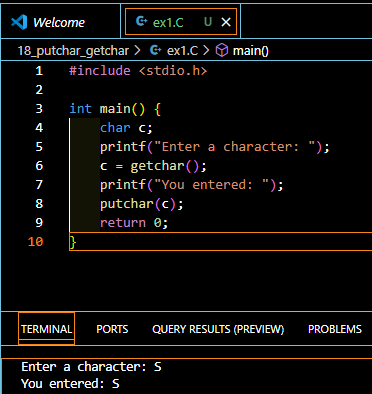 Welcome ex1.C U
18_putchar_getchar > ex1.C > main()
1 #include <stdio.h>
2
3 int main() {
4     char c;
5     printf("Enter a character: ");
6     c = getchar();
7     printf("You entered: ");
8     putchar(c);
9     return 0;
10 }
TERMINAL PORTS QUERY RESULTS (PREVIEW) PROBLEMS
Enter a character: S
You entered: S